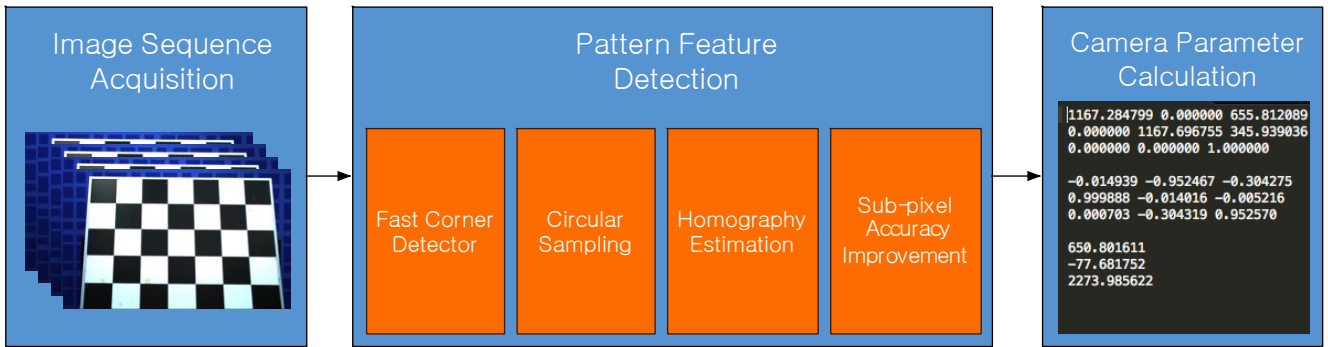 Image Sequence
Acquisition
Pattern Feature
Detection
Fast Corner
Detector
Circular
Sampling
Homography
Estimation
Sub-pixel
Accuracy
Improvement
Camera Parameter
Calculation
1167.284799 0.000000 655.812089
0.000000 1167.696755 345.939036
0.000000 0.000000 1.000000
-0.014939 -0.952467 -0.304275
0.999888 -0.014016 -0.005216
0.000703 -0.304319 0.952570
650.801611
-77.681752
2273.985622